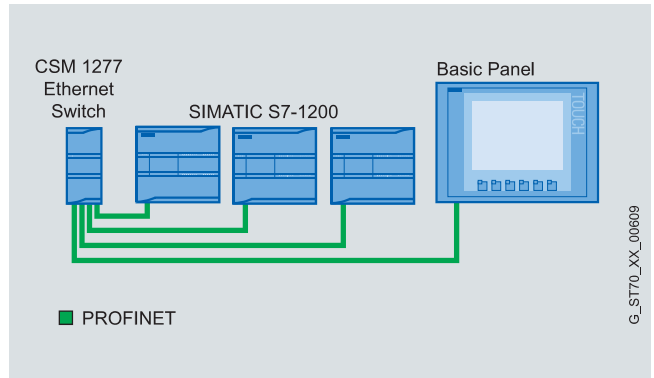 CSM 1277
Ethernet
Switch
SIMATIC S7-1200
Basic Panel
TOUCH
PROFINET
G_ST70_XX_00609